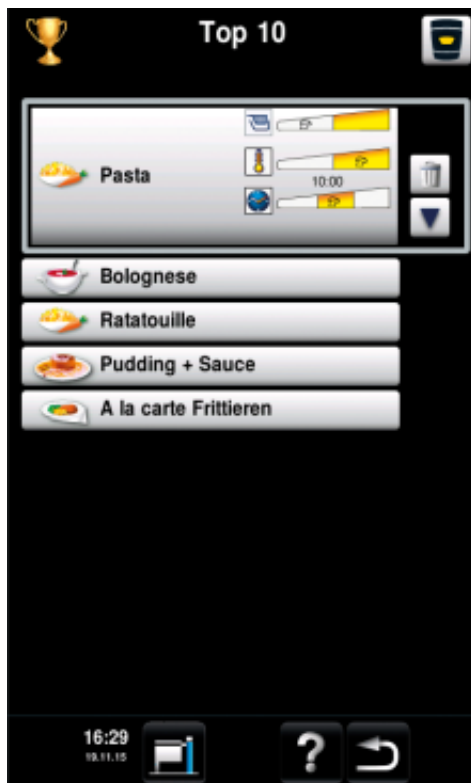 Top 10
10:00
Pasta
Bolognese
Ratatouille
Pudding + Sauce
A la carte Frittieren
16:29
19.11.15
?